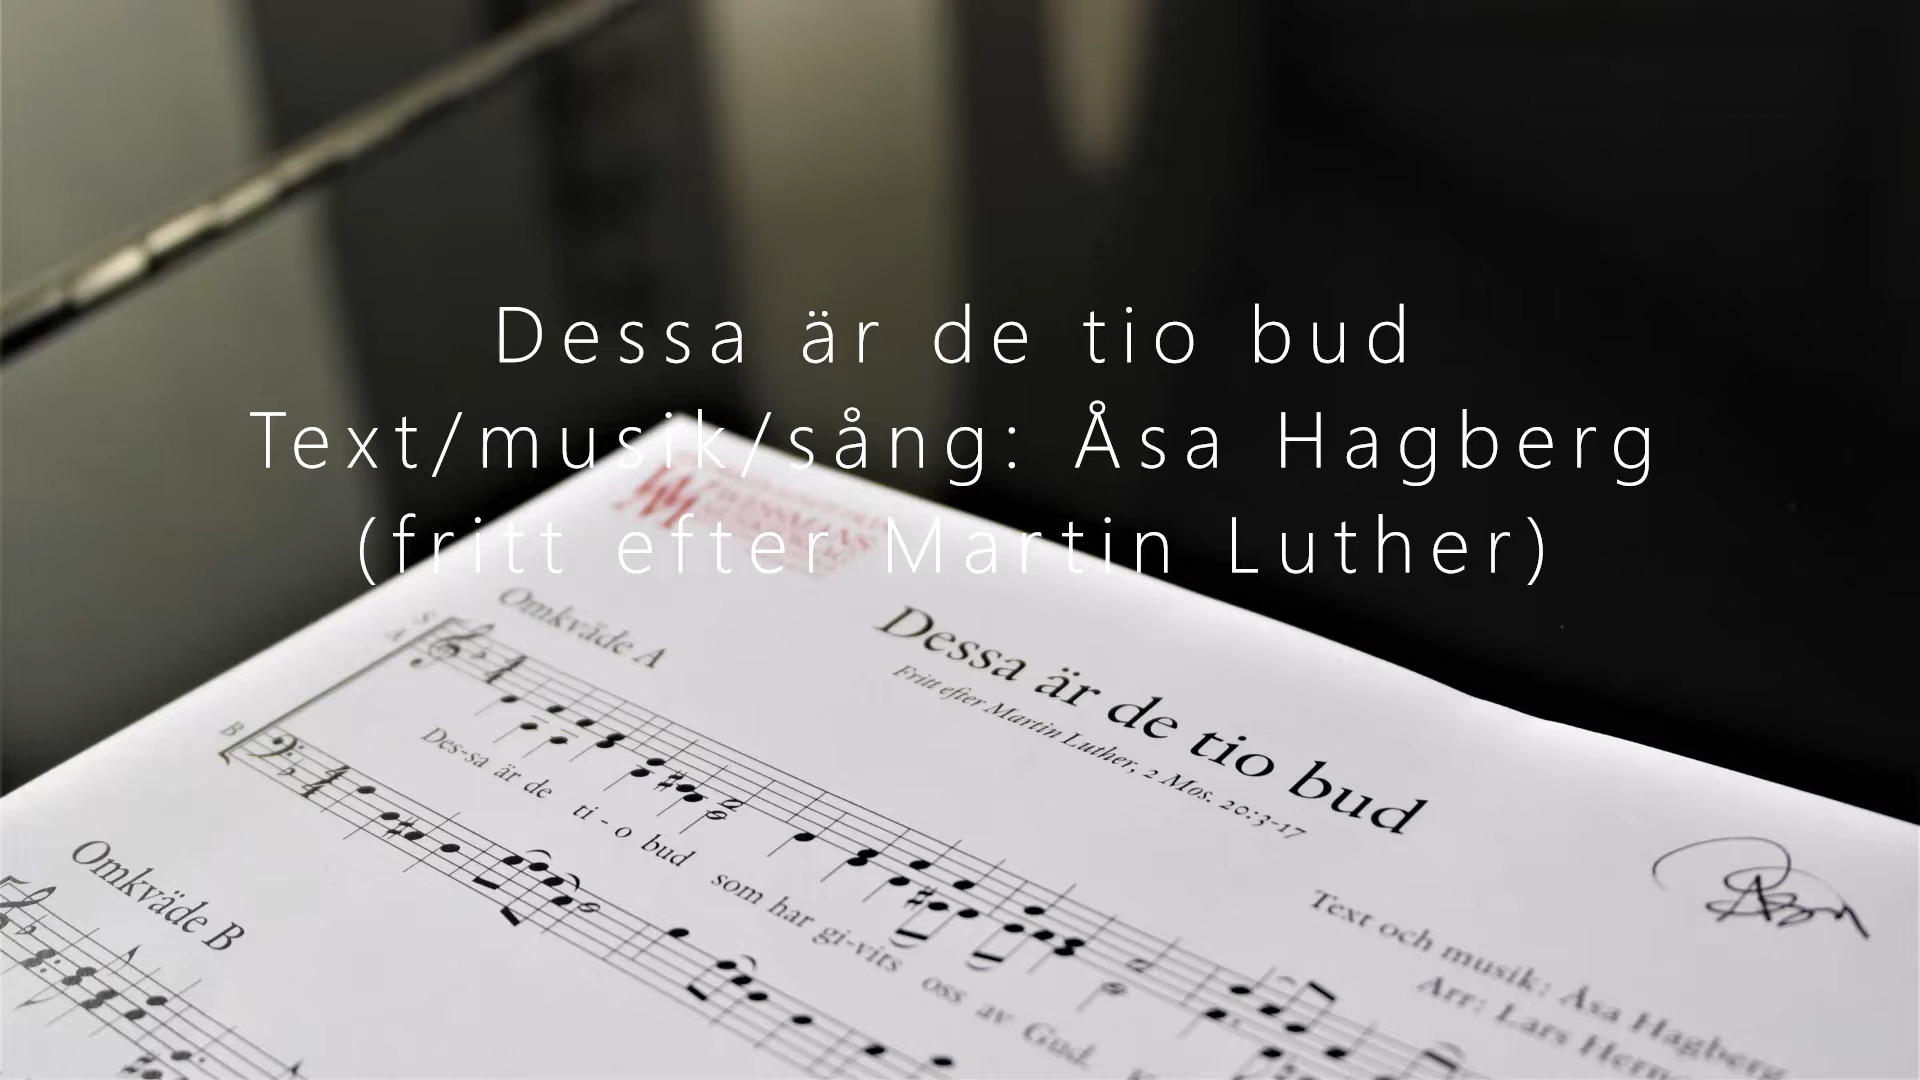 Dessa är de tio bud
Text/musik/sång: Åsa Hagberg
(fritt efter Martin Luther)
Omkväde A
Dessa är de tio bud
Fritt efter Martin Luther, 2 Mos. 20:3-17
S
A
B
Des-sa är de ti - o bud som har gi-vits oss av Gud.
Text och musik: Åsa Hagberg
Arr: Lars
Omkväde B